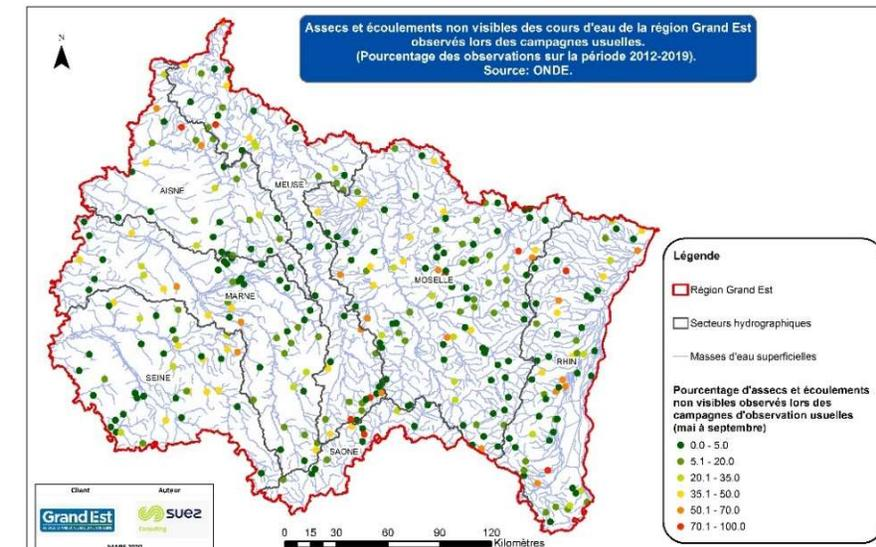 Assecs et écoulements non visibles des cours d'eau de la région Grand Est
observés lors des campagnes usuelles.
(Pourcentage des observations sur la période 2012-2019).
Source: ONDE.
N
AISNE
MEUSE
MARNE
MOSELLE
SEINE
RHIN
SAONE
Légende
Région Grand Est
Secteurs hydrographiques
Masses d'eau superficielles
Pourcentage d'assecs et écoulements
non visibles observés lors des
campagnes d'observation usuelles
(mai à septembre)
0.0 - 5.0
5.1 - 20.0
20.1 - 35.0
35.1 - 50.0
50.1 - 70.0
70.1 - 100.0
Client
Auteur
Grand Est
suez
Consulting
MARS 2020
0 15 30 60 90 120
Kilomètres